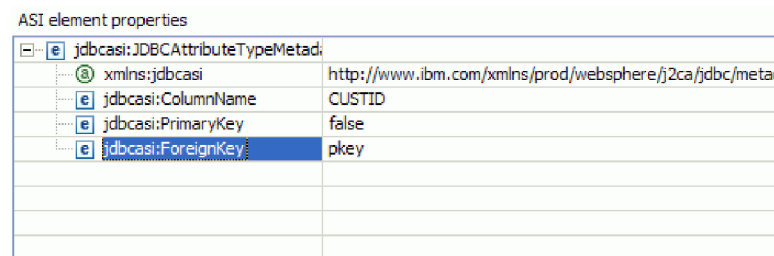 ASI element properties
jdbcasi:JDBCAttributeTypeMetada
xmlns:jdbcasi http://www.ibm.com/xmlns/prod/websphere/j2ca/jdbc/meta
jdbcasi:ColumnName CUSTID
jdbcasi:PrimaryKey false
jdbcasi:ForeignKey pkey